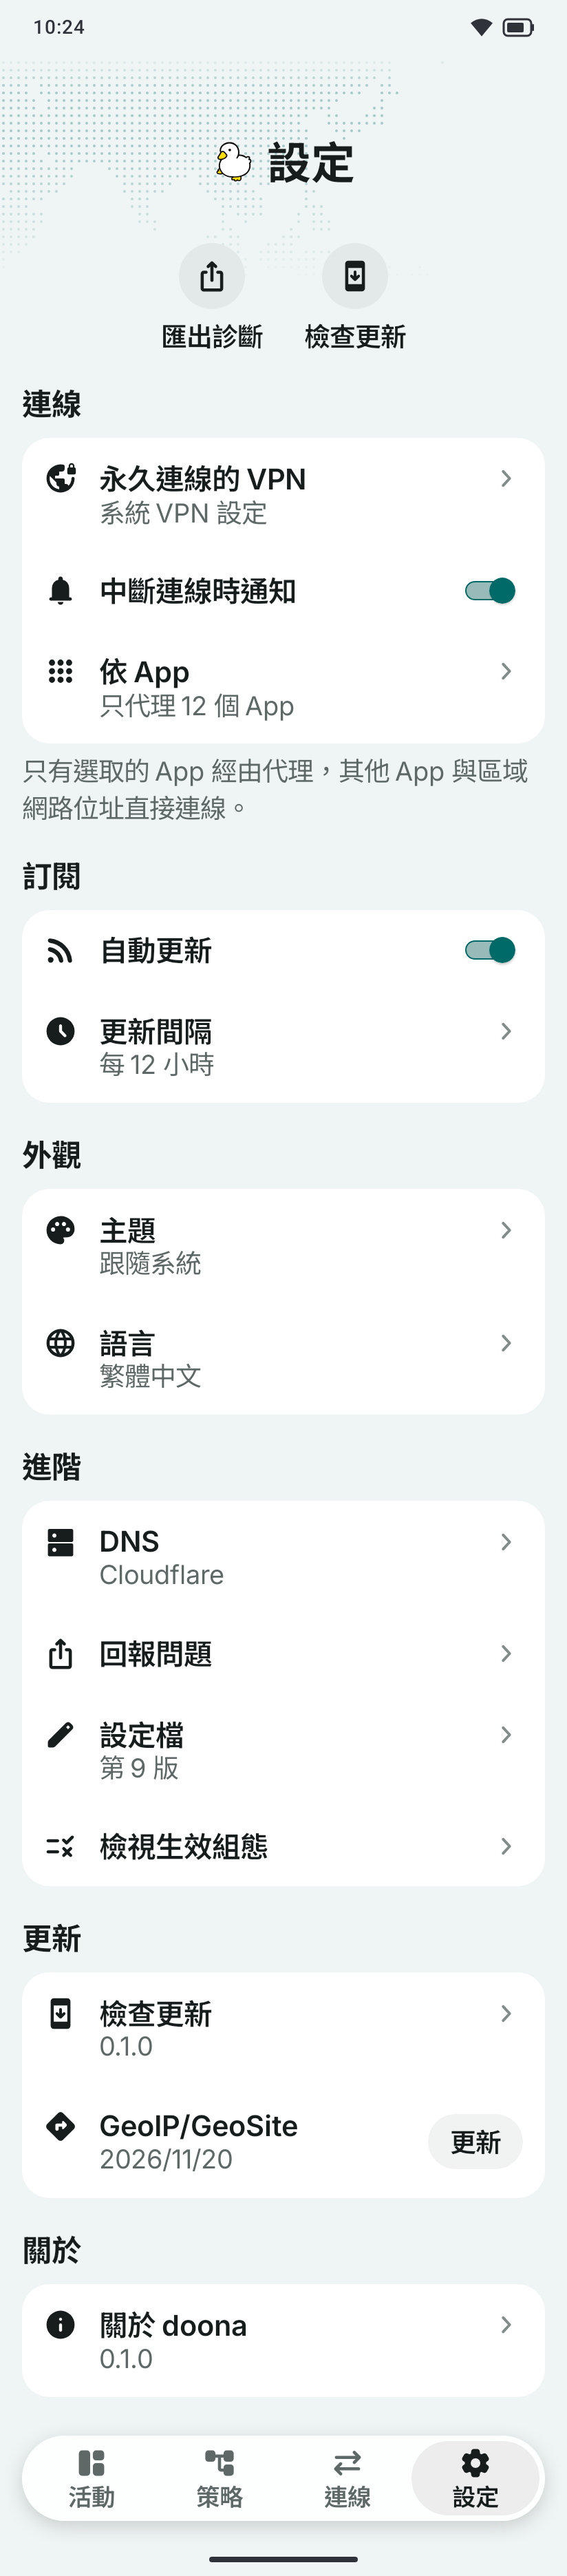 10:24
設定
匯出診斷
檢查更新
連線
永久連線的 VPN
系統 VPN 設定
中斷連線時通知
依 App
只代理 12 個 App
只有選取的 App 經由代理，其他 App 與區域
網路位址直接連線。
訂閱
自動更新
更新間隔
每 12 小時
外觀
主題
跟隨系統
語言
繁體中文
進階
DNS
Cloudflare
回報問題
設定檔
第 9 版
檢視生效組態
更新
檢查更新
0.1.0
GeoIP/GeoSite
2026/11/20
更新
關於
關於 doona
0.1.0
活動
策略
連線
設定